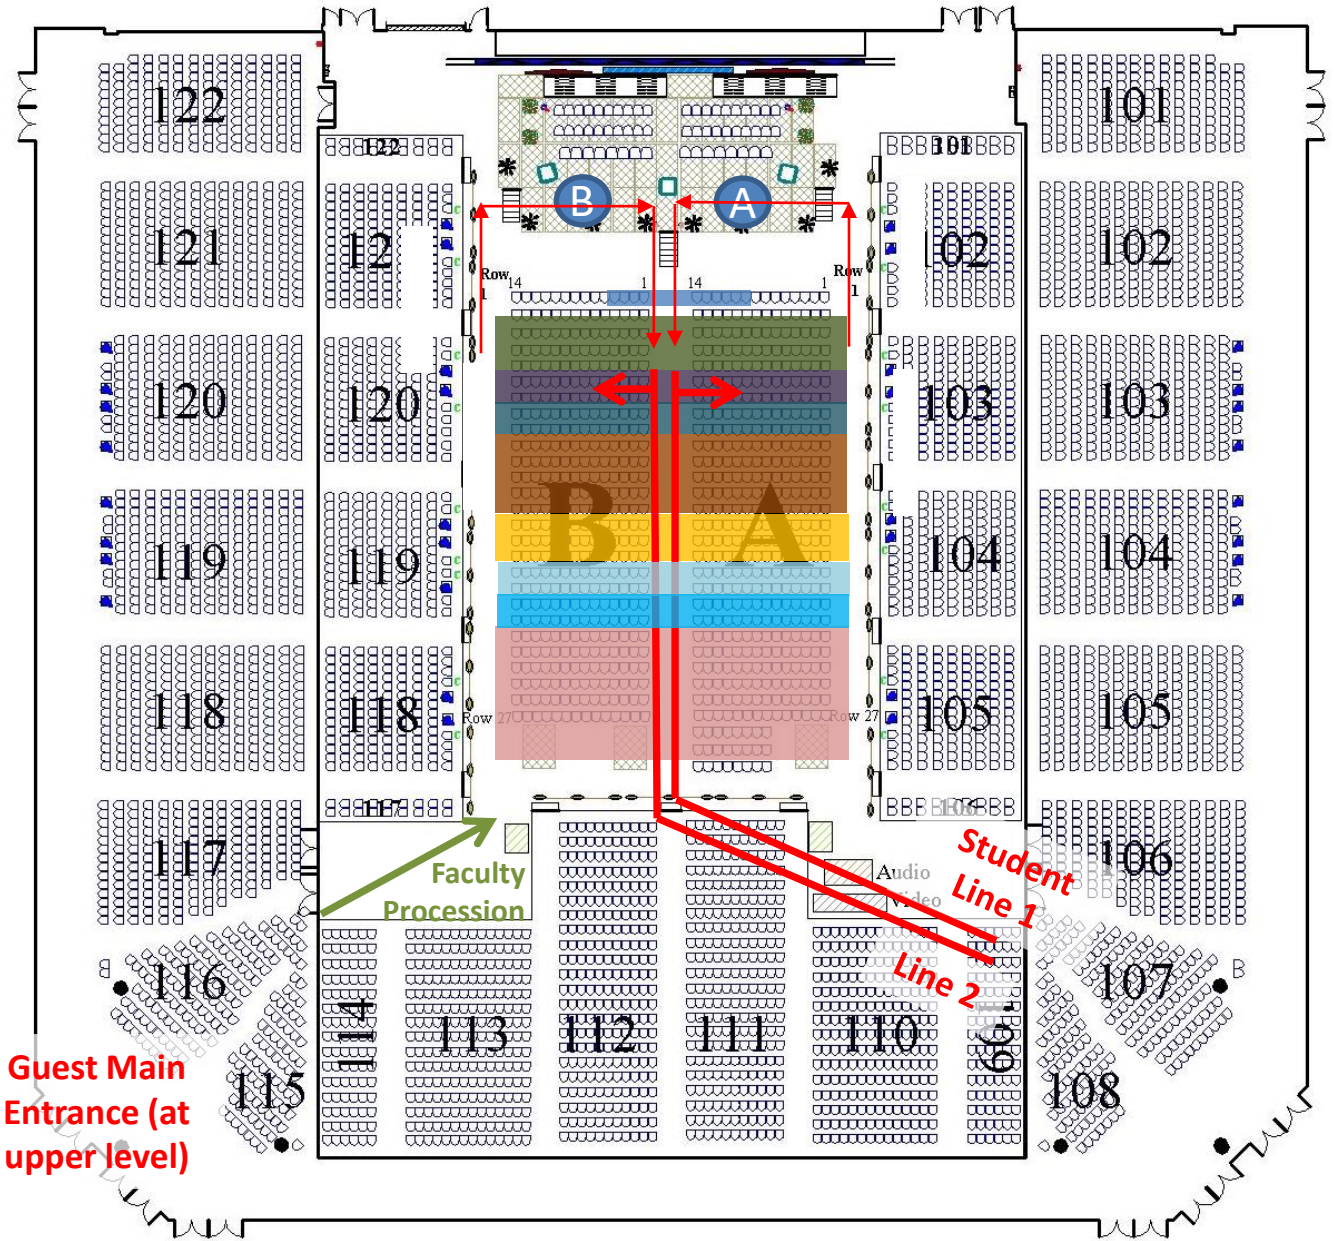 122
101
122
101
B
A
121
12
102
102
Row
1
Row
1
14
1
14
1
120
120
103
103
B
A
119
119
104
104
118
118
105
105
Row 27
Row 27
117
117
106
106
Faculty
Procession
Audio
Video
Student
Line 1
Line 2
116
107
114
113
112
111
110
109
115
108
Guest Main
Entrance (at
upper level)